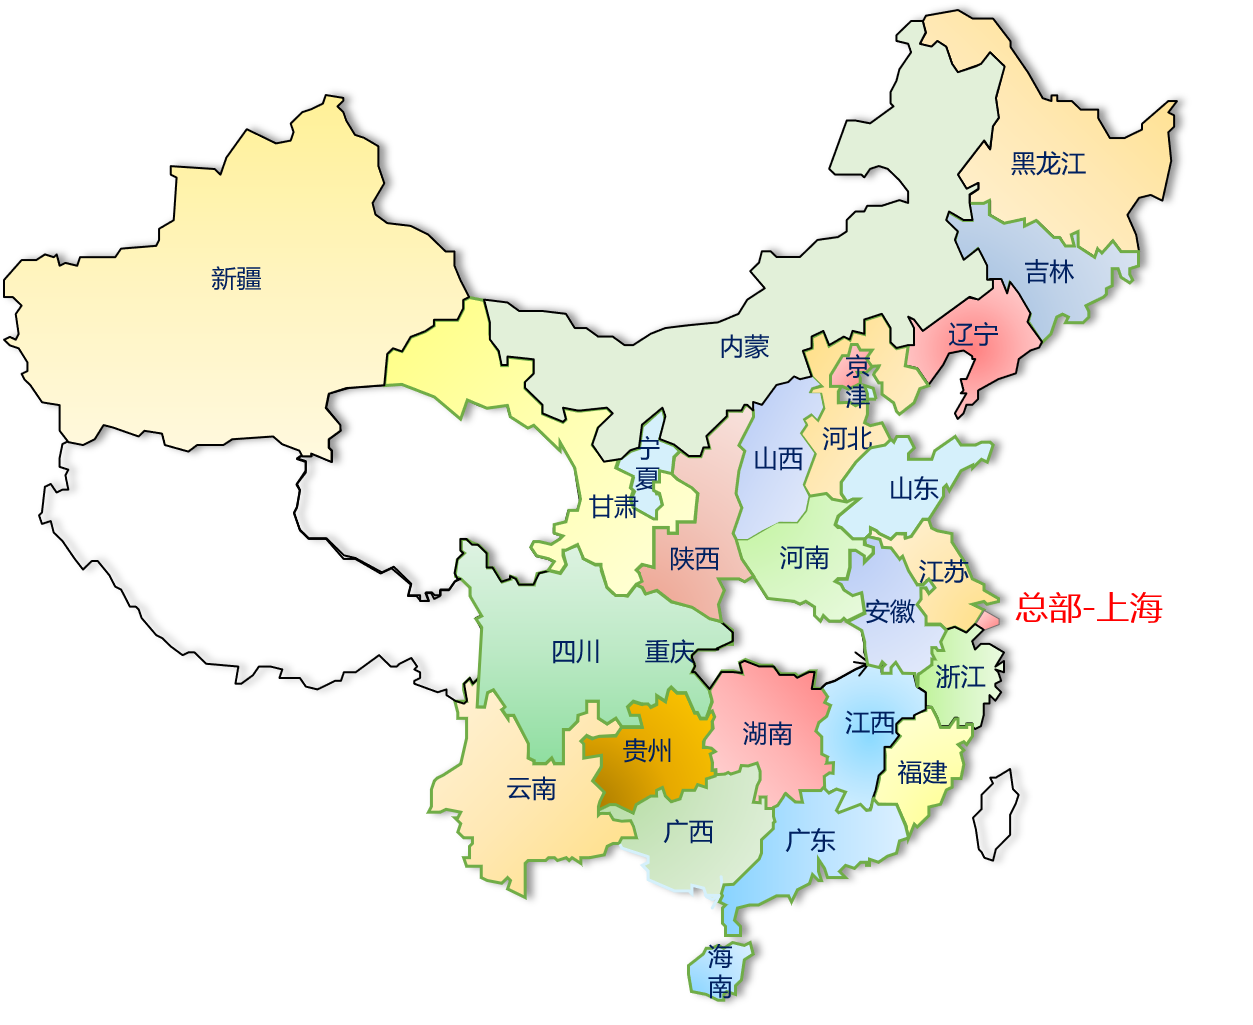 黑龙江
吉林
新疆
辽宁
内蒙
京
津
河北
宁
夏
山西
山东
甘肃
陕西
河南
江苏
总部-上海
安徽
四川
重庆
浙江
江西
湖南
贵州
福建
云南
广西
广东
海
南